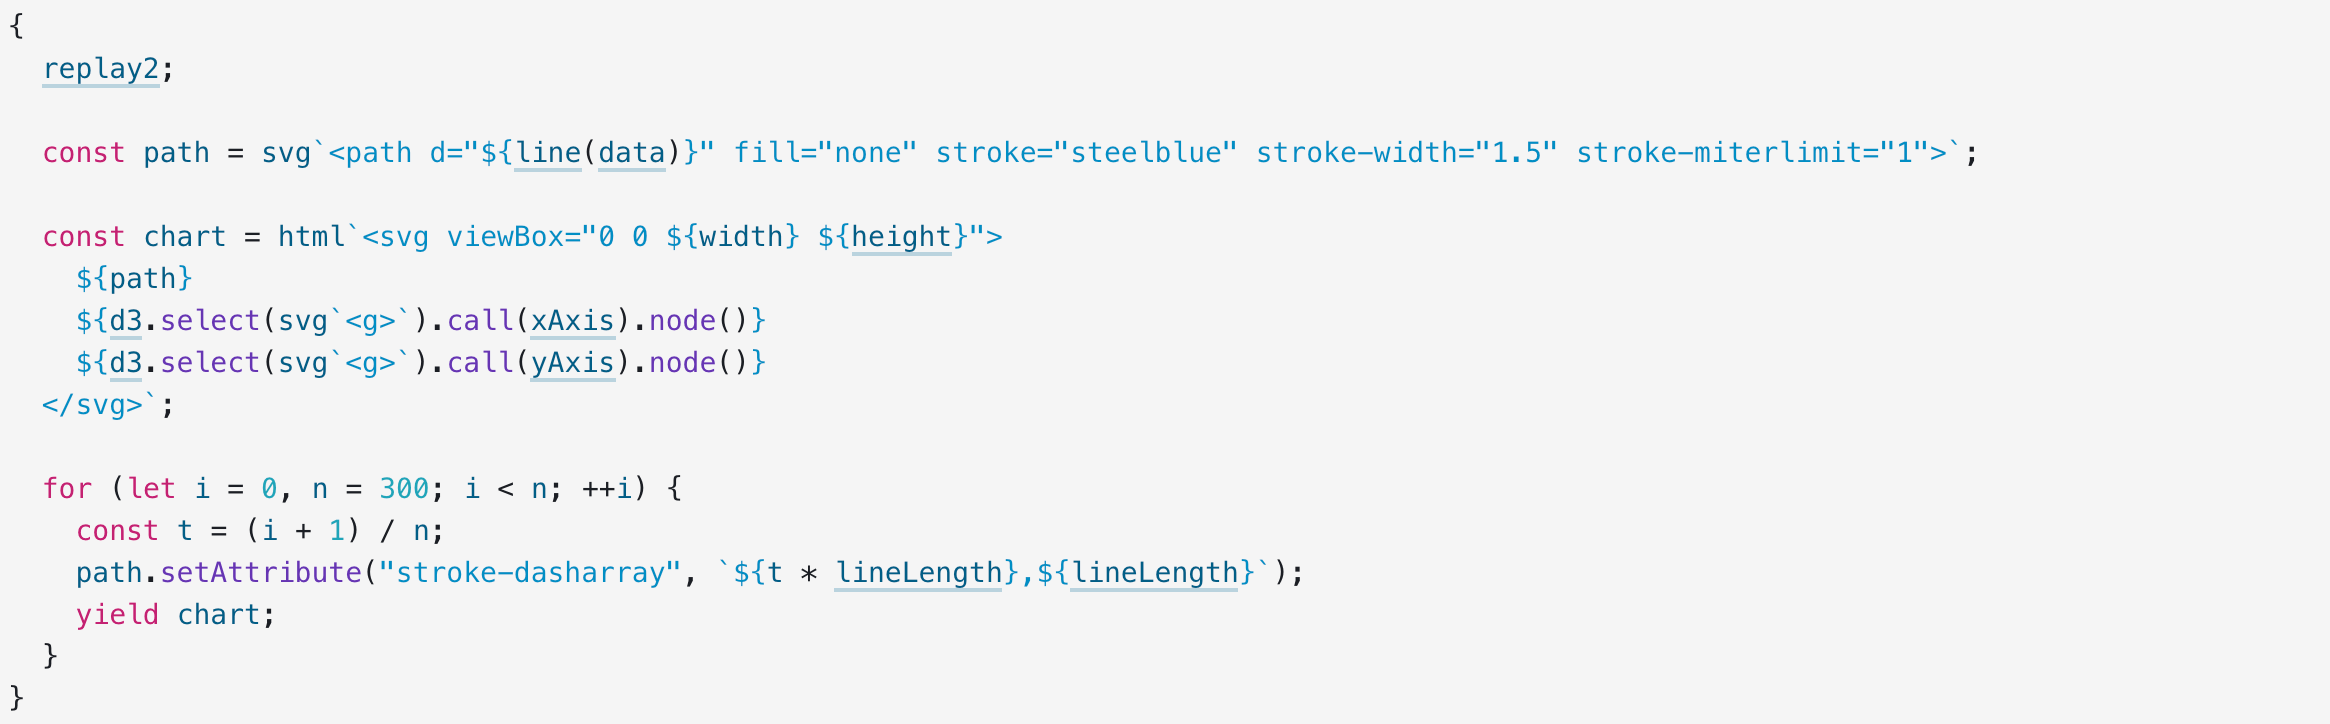 {
  replay2;

  const path = svg`<path d="${line(data)}" fill="none" stroke="steelblue" stroke-width="1.5" stroke-miterlimit="1">`;

  const chart = html`<svg viewBox="0 0 ${width} ${height}">
    ${path}
    ${d3.select(svg`<g>`).call(xAxis).node()}
    ${d3.select(svg`<g>`).call(yAxis).node()}
  </svg>`;

  for (let i = 0, n = 300; i < n; ++i) {
    const t = (i + 1) / n;
    path.setAttribute("stroke-dasharray", `${t * lineLength},${lineLength}`);
    yield chart;
  }
}